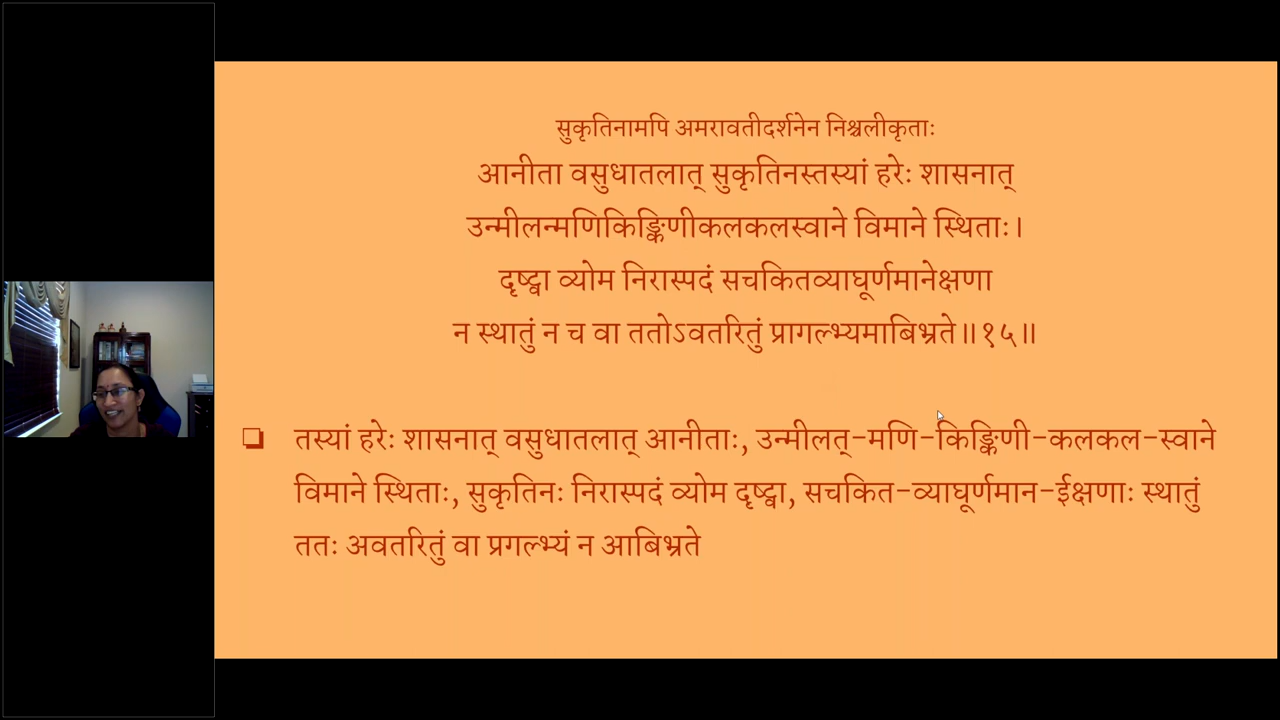 सुकृतिनामपि अमरावतीदर्शनेन निश्चलीकृताः
आनीता वसुधातलात् सुकृतिनस्तस्यां हरेः शासनात्
उन्मीलन्मणिकिङ्किणीकलकलस्वाने विमाने स्थिताः।
दृष्ट्वा व्योम निरास्पदं सचकितव्याघूर्णमानेक्षणा
न स्थातुं न च वा ततोऽवतरितुं प्रागल्भ्यमाबिभ्रते॥१५॥
तस्यां हरेः शासनात् वसुधातलात् आनीताः, उन्मीलत्-मणि-किङ्किणी-कलकल-स्वाने
विमाने स्थिताः, सुकृतिनः निरास्पदं व्योम दृष्ट्वा, सचकित-व्याघूर्णमान-ईक्षणाः स्थातुं
ततः अवतरितुं वा प्रगल्भ्यं न आबिभ्रते